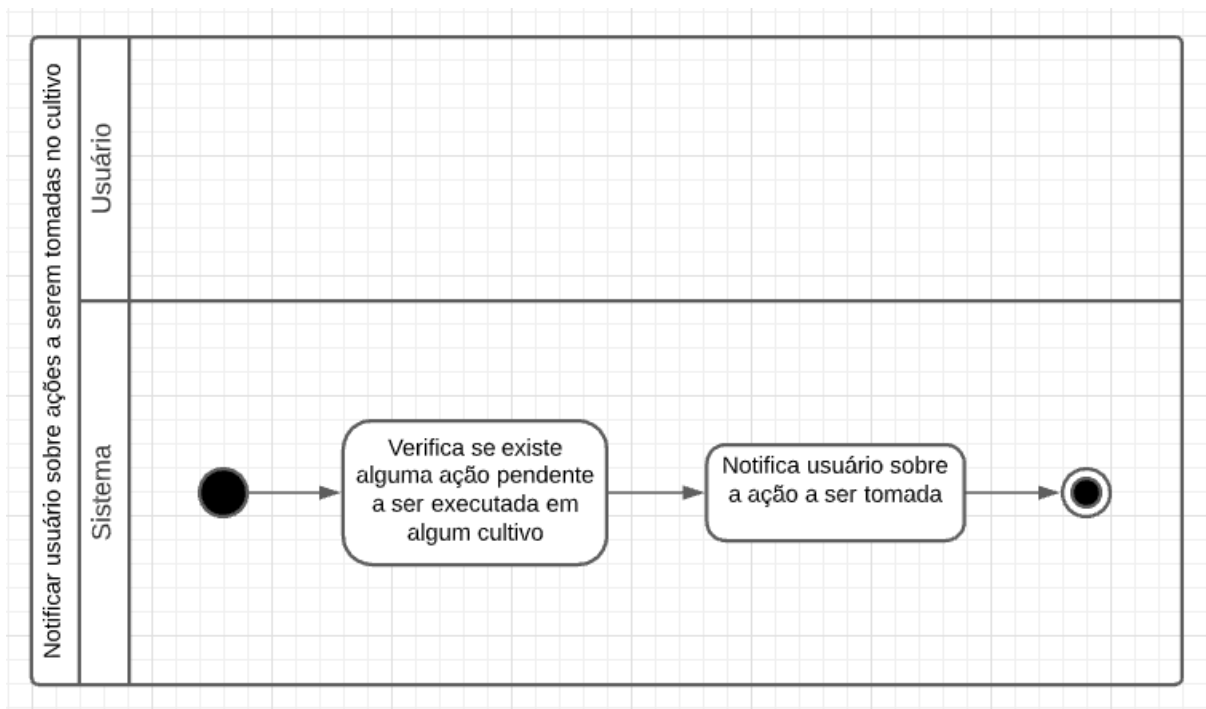 Notificar usuário sobre ações a serem tomadas no cultivo
Usuário
Sistema
Verifica se existe
alguma ação pendente
a ser executada em
algum cultivo
Notifica usuário sobre
a ação a ser tomada